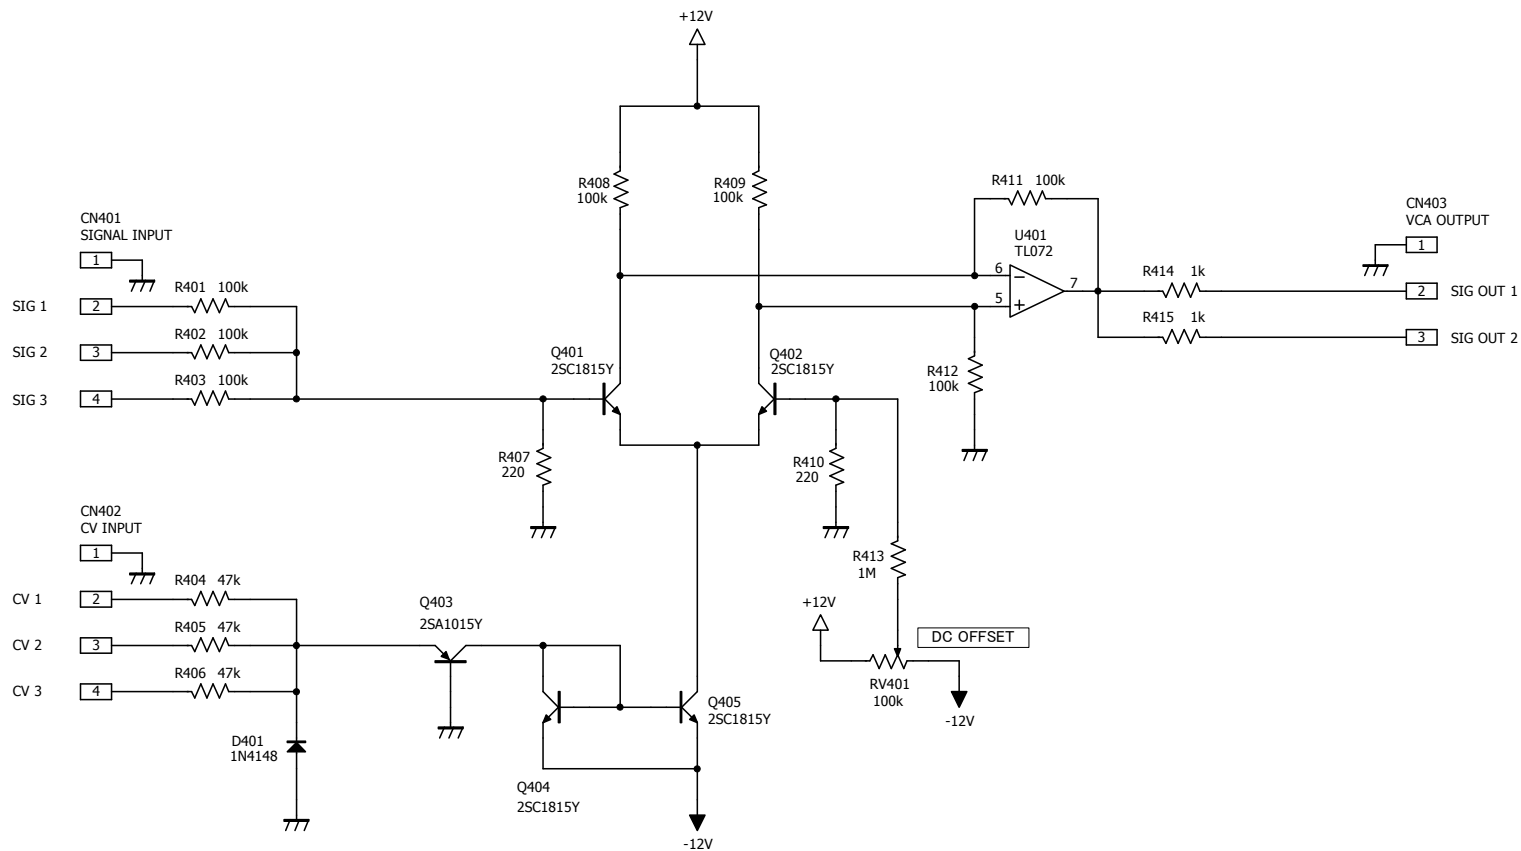 +12V
R408
100k
R409
100k
R411 100k
CN401
SIGNAL INPUT
1
CN403
VCA OUTPUT
1
U401
TL072
R401 100k
SIG 1
2
6
5
7
R414 1k
2
SIG OUT 1
R402 100k
SIG 2
3
R415 1k
3
SIG OUT 2
Q401
2SC1815Y
Q402
2SC1815Y
R403 100k
SIG 3
4
R412
100k
R407
220
R410
220
CN402
CV INPUT
1
R413
1M
R404 47k
CV 1
2
Q403
2SA1015Y
+12V
R405 47k
CV 2
3
DC OFFSET
R406 47k
CV 3
4
RV401
100k
-12V
Q405
2SC1815Y
D401
1N4148
Q404
2SC1815Y
-12V